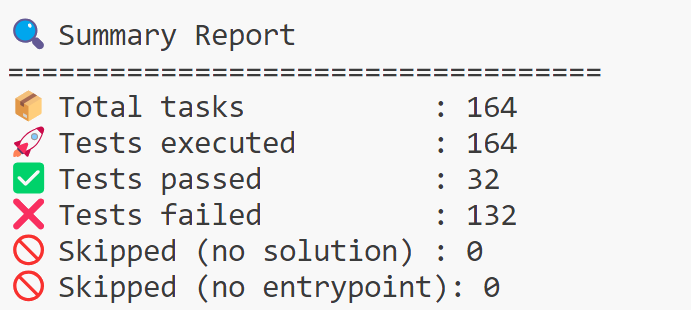 🔍 Summary Report
===================================
📦 Total tasks : 164
🚀 Tests executed : 164
✅ Tests passed : 32
❌ Tests failed : 132
🚫 Skipped (no solution) : 0
🚫 Skipped (no entrypoint): 0